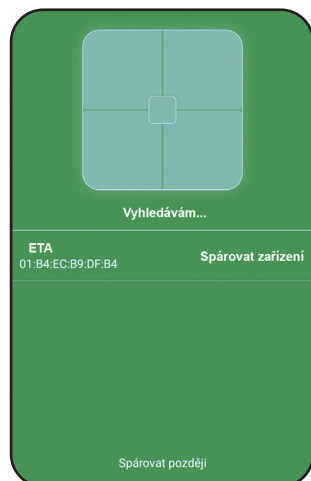 Vyhledávám...
ETA
01:B4:EC:B9:DF:B4
Spárovat zařízení
Spárovat později